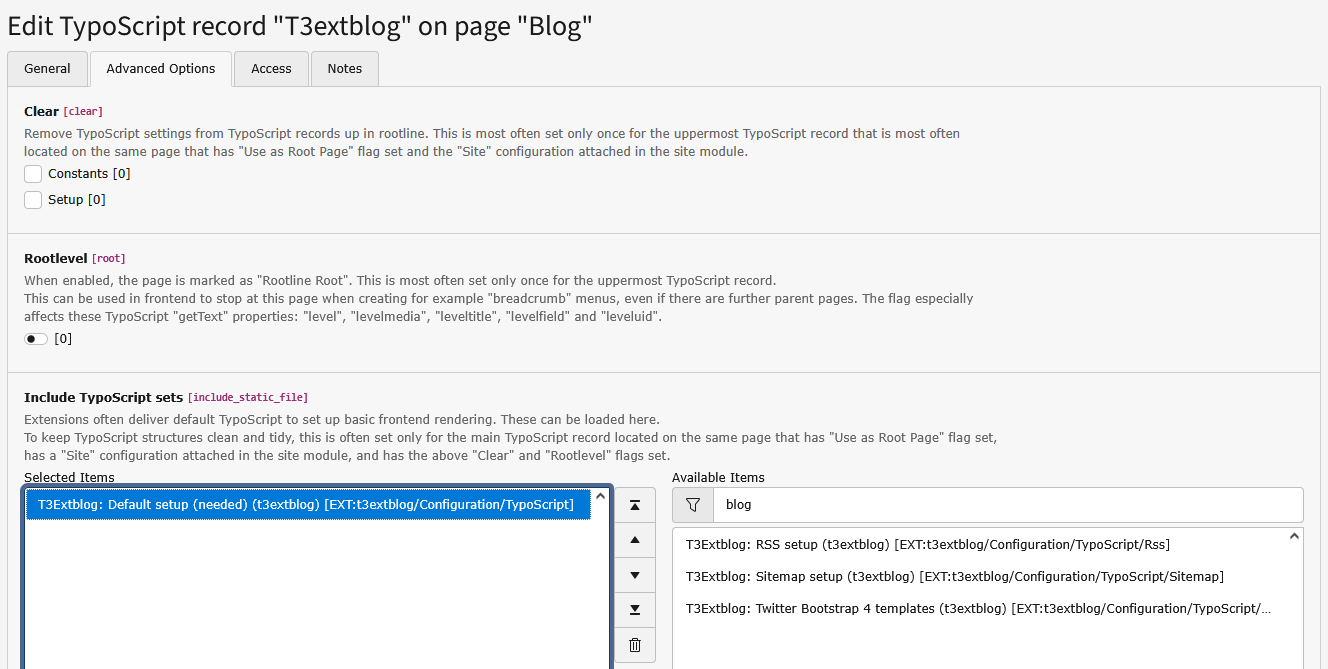 Edit TypoScript record "T3extblog" on page "Blog"
General
Advanced Options
Access
Notes
Clear [clear]
Remove TypoScript settings from TypoScript records up in rootline. This is most often set only once for the uppermost TypoScript record that is most often
located on the same page that has "Use as Root Page" flag set and the "Site" configuration attached in the site module.
Constants [0]
Setup [0]
Rootlevel [root]
When enabled, the page is marked as "Rootline Root". This is most often set only once for the uppermost TypoScript record.
This can be used in frontend to stop at this page when creating for example "breadcrumb" menus, even if there are further parent pages. The flag especially
affects these TypoScript "getText" properties: "level", "levelmedia", "leveltitle", "levelfield" and "leveluid".
[0]
Include TypoScript sets [include_static_file]
Extensions often deliver default TypoScript to set up basic frontend rendering. These can be loaded here.
To keep TypoScript structures clean and tidy, this is often set only for the main TypoScript record located on the same page that has "Use as Root Page" flag set,
has a "Site" configuration attached in the site module, and has the above "Clear" and "Rootlevel" flags set.
Selected Items
T3Extblog: Default setup (needed) (t3extblog) [EXT:t3extblog/Configuration/TypoScript]
Available Items
blog
T3Extblog: RSS setup (t3extblog) [EXT:t3extblog/Configuration/TypoScript/Rss]
T3Extblog: Sitemap setup (t3extblog) [EXT:t3extblog/Configuration/TypoScript/Sitemap]
T3Extblog: Twitter Bootstrap 4 templates (t3extblog) [EXT:t3extblog/Configuration/TypoScript/...